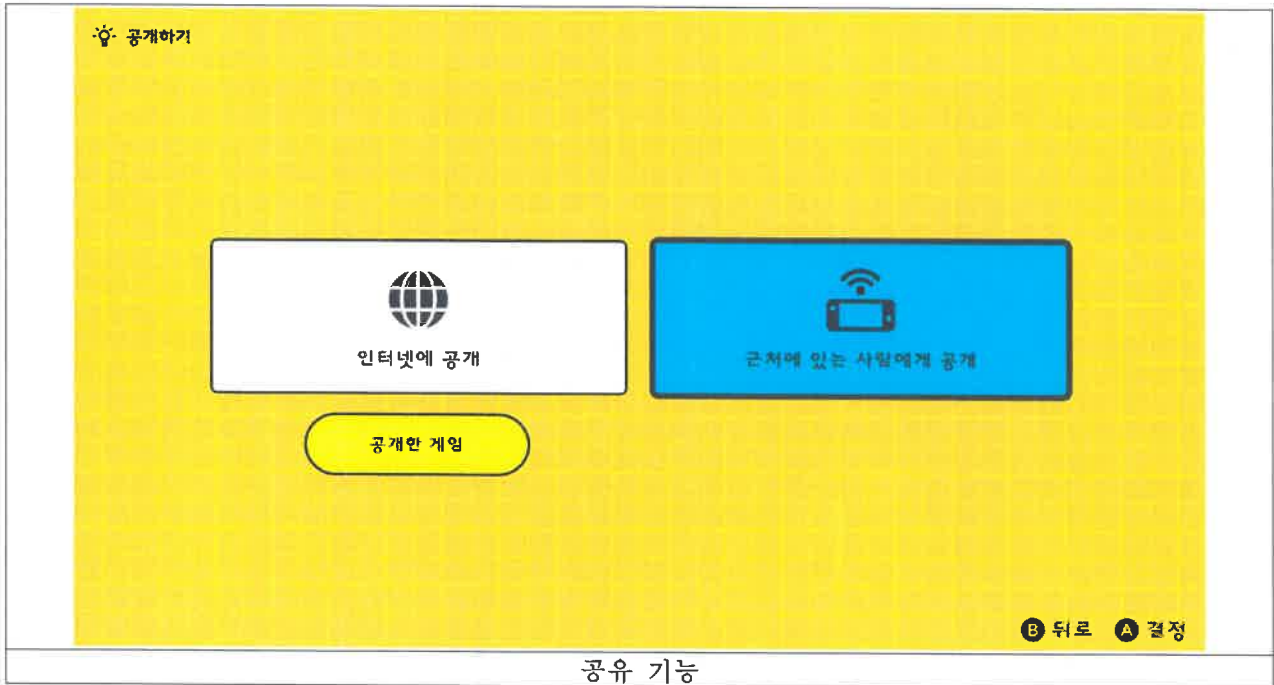 공개하기
인터넷에 공개
근처에 있는 사람에게 공개
공개한 게임
B 뒤로 A 결정
공유 기능